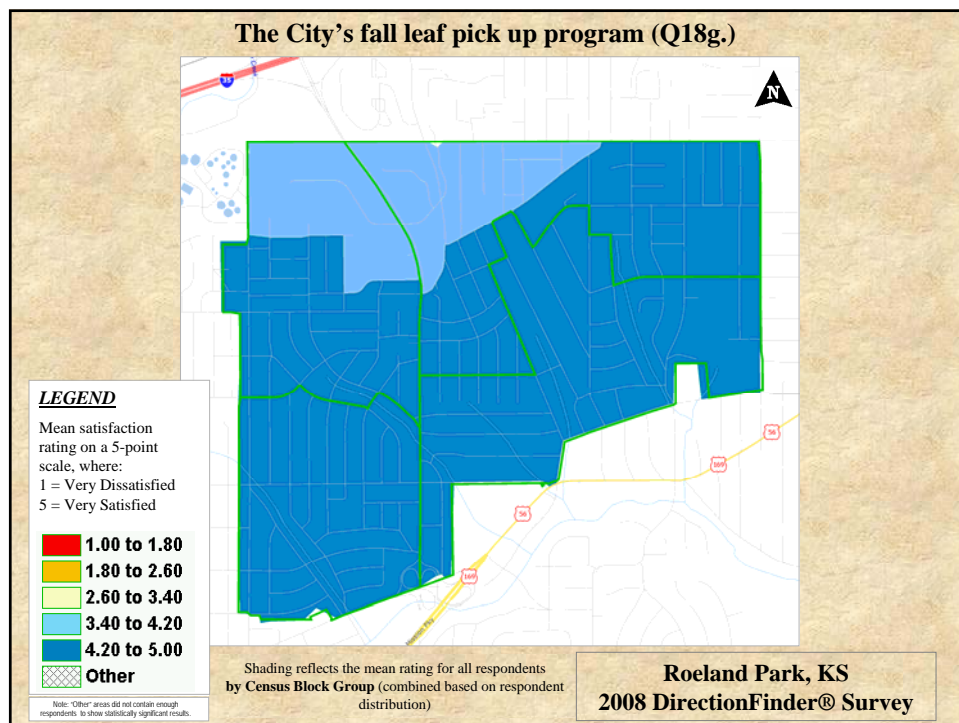 The City's fall leaf pick up program (Q18g.)
35
N
LEGEND
Mean satisfaction
rating on a 5-point
scale, where:
1 = Very Dissatisfied
5 = Very Satisfied
1.00 to 1.80
1.80 to 2.60
2.60 to 3.40
3.40 to 4.20
4.20 to 5.00
Other
Note: "Other" areas did not contain enough
respondents to show statistically significant results.
56
169
56
169
Shading reflects the mean rating for all respondents
by Census Block Group (combined based on respondent
distribution)
Roeland Park, KS
2008 DirectionFinder® Survey